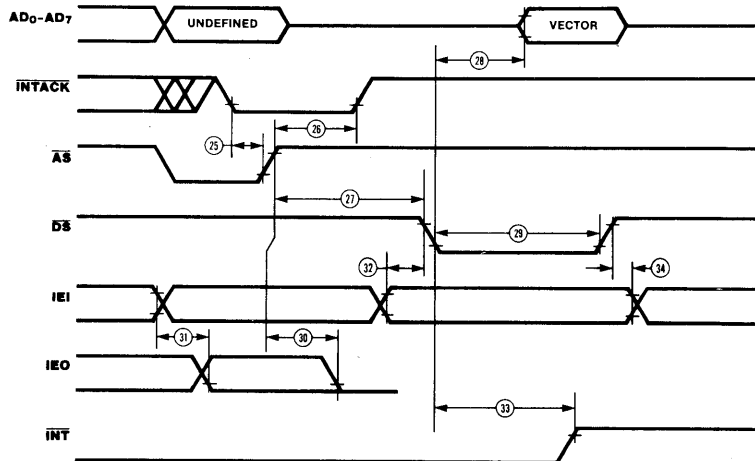 AD₀-AD₇ UNDEFINED VECTOR
28
INTACK
25 26
AS
27
DS
29
32 34
IEI
31 30
IEO
33
INT